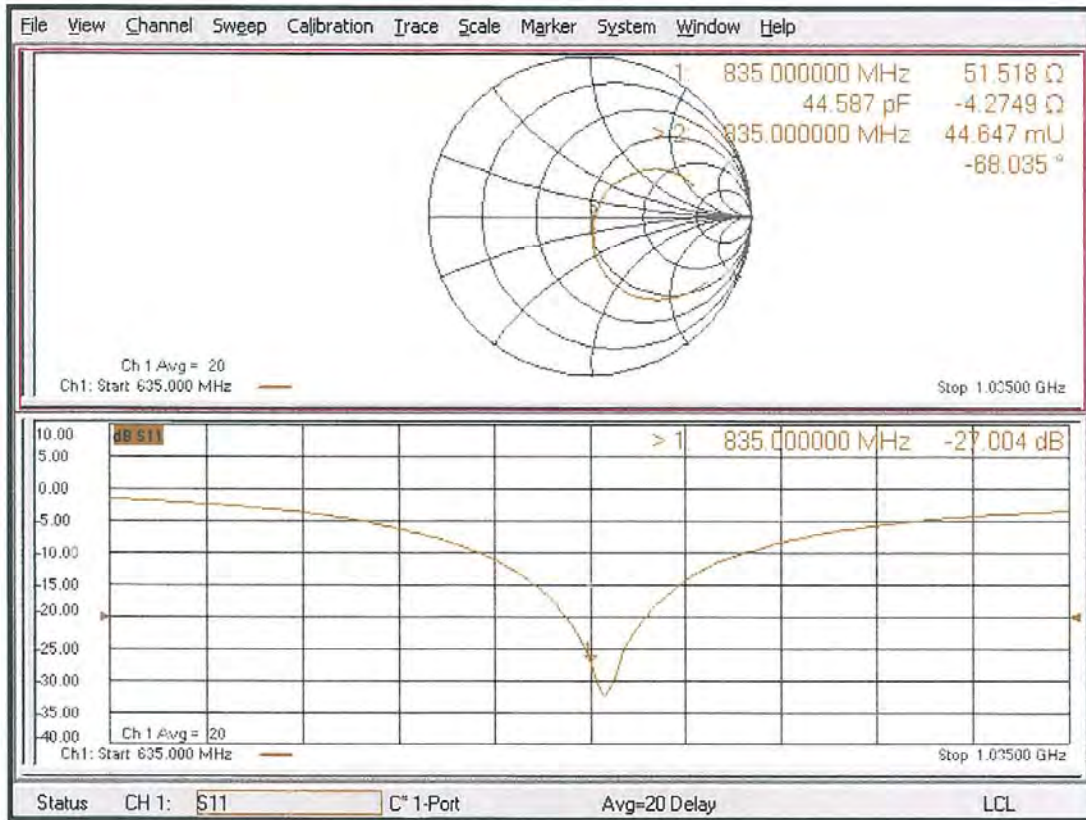 File View Channel Sweep Calibration Trace Scale Marker System Window Help
1: 835.000000 MHz 51.518 Ω
44.587 pF -4.2749 Ω
> 2: 835.000000 MHz 44.647 mU
-68.035 °
Ch 1 Avg = 20
Ch1: Start 635.000 MHz
Stop 1.03500 GHz
10.00 dB S11 > 1: 835.000000 MHz -27.004 dB
5.00
0.00
-5.00
-10.00
-15.00
-20.00
-25.00
-30.00
-35.00
-40.00 Ch 1 Avg = 20
Ch1: Start 635.000 MHz
Stop 1.03500 GHz
Status CH 1: S11 C* 1-Port Avg=20 Delay LCL